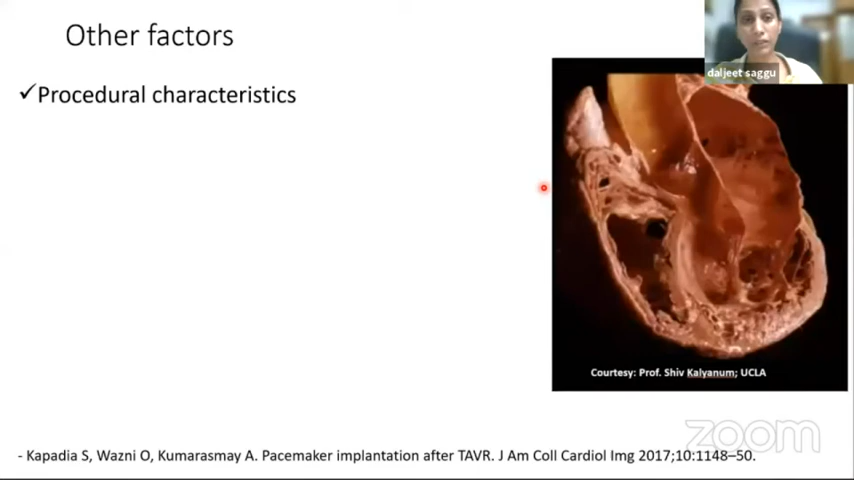 Other factors
daljeet saggu
✓Procedural characteristics
Courtesy: Prof. Shiv Kalyanum; UCLA
zoom
- Kapadia S, Wazni O, Kumarasmay A. Pacemaker implantation after TAVR. J Am Coll Cardiol Img 2017;10:1148–50.